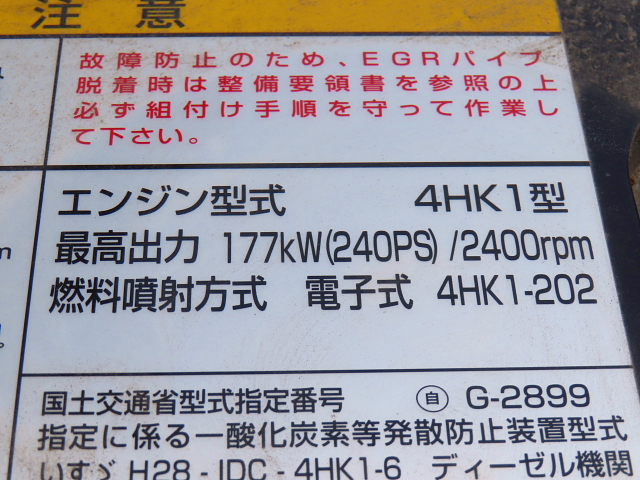 注意
故障防止のため、EGRパイプ
脱着時は整備要領書を参照の上
必ず組付け手順を守って作業し
て下さい。
エンジン型式 4HK1型
最高出力 177kW(240PS)/2400rpm
燃料噴射方式 電子式 4HK1-202
国土交通省型式指定番号 ㉂ G-2899
指定に係る一酸化炭素等発散防止装置型式
いすゞ H28-IDC-4HK1-6 ディーゼル機関